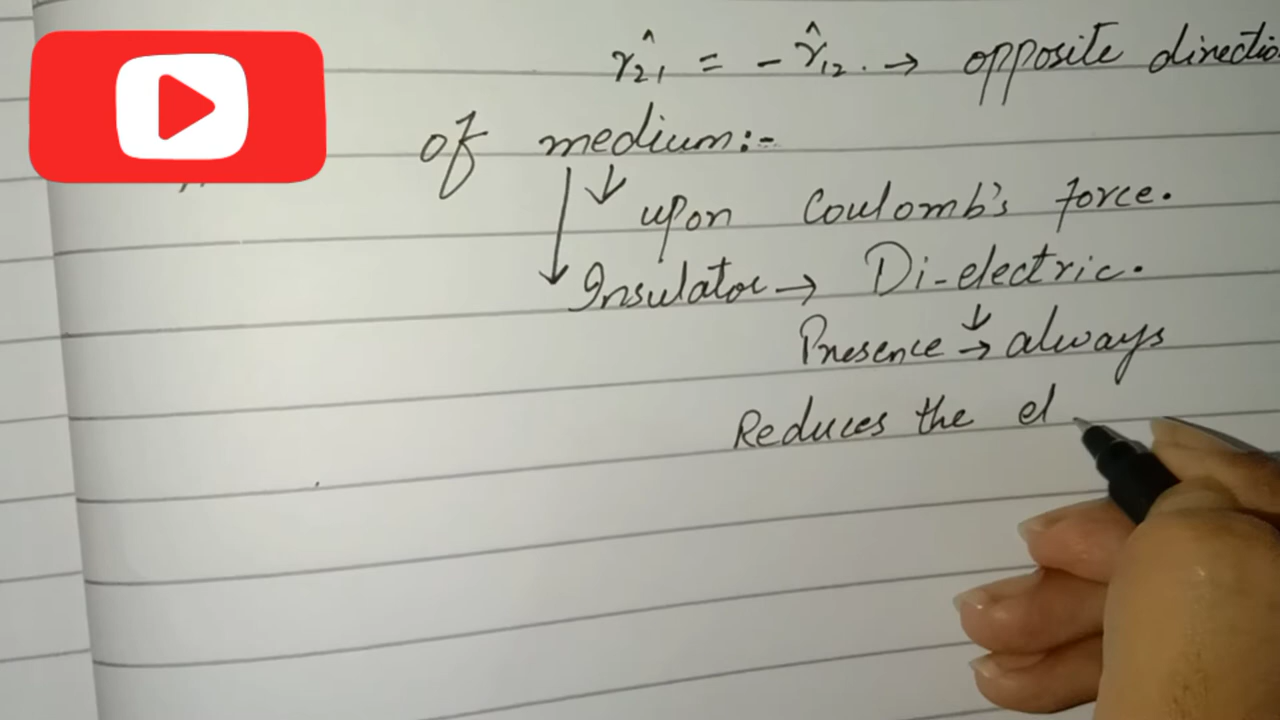 r̂₂₁ = - r̂₁₂. → opposite directio
of medium:-
↓ upon Coulomb's force.
↓ Insulator → Di-electric.
Presence → always
Reduces the el